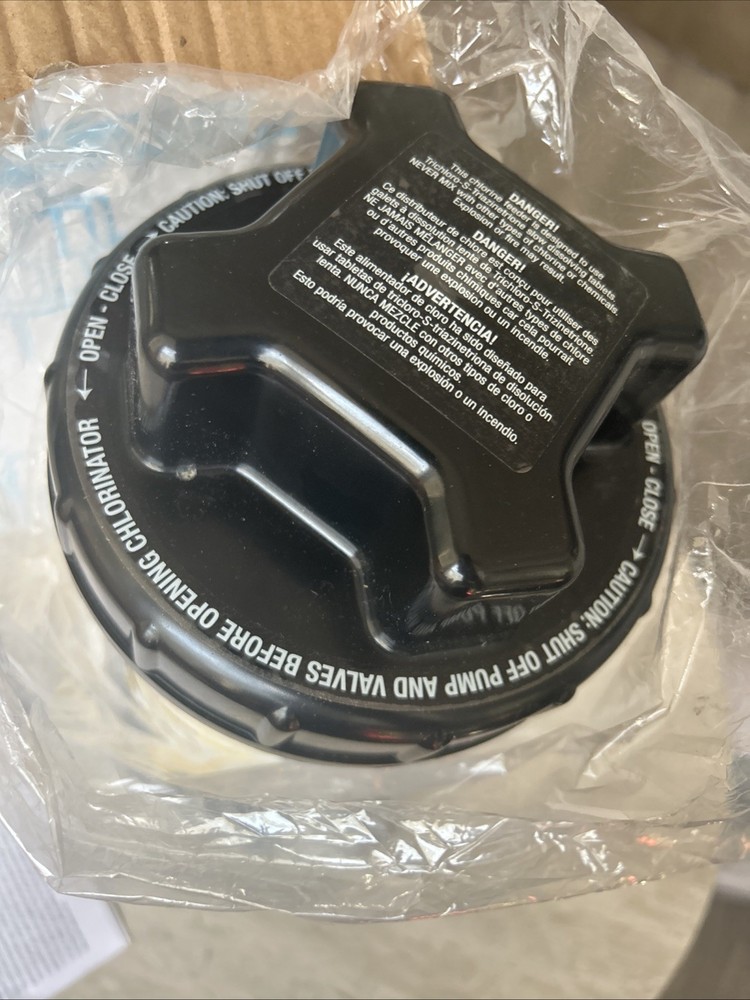 DANGER!
This chlorine feeder is designed to use
Trichloro-S-Triazinetrione slow dissolving tablets.
NEVER MIX with other types of chlorine or chemicals.
Explosion or fire may result.
DANGER!
Ce distributeur de chlore est conçu pour utiliser des
galets à dissolution lente de Trichloro-S-trizinetrione.
NE JAMAIS MÉLANGER avec d'autres types de chlore
ou d'autres produits chimiques car cela pourrait
provoquer une explosion ou un incendie.
¡ADVERTENCIA!
Este alimentador de cloro ha sido diseñado para
usar tabletas de tricloro-S-triazinetriona de disolución
lenta. NUNCA MEZCLE con otros tipos de cloro o
productos químicos.
Esto podría provocar una explosión o un incendio.
CAUTION: SHUT OFF
← OPEN - CLOSE
OPEN - CLOSE → CAUTION: SHUT OFF PUMP AND VALVES BEFORE OPENING CHLORINATOR